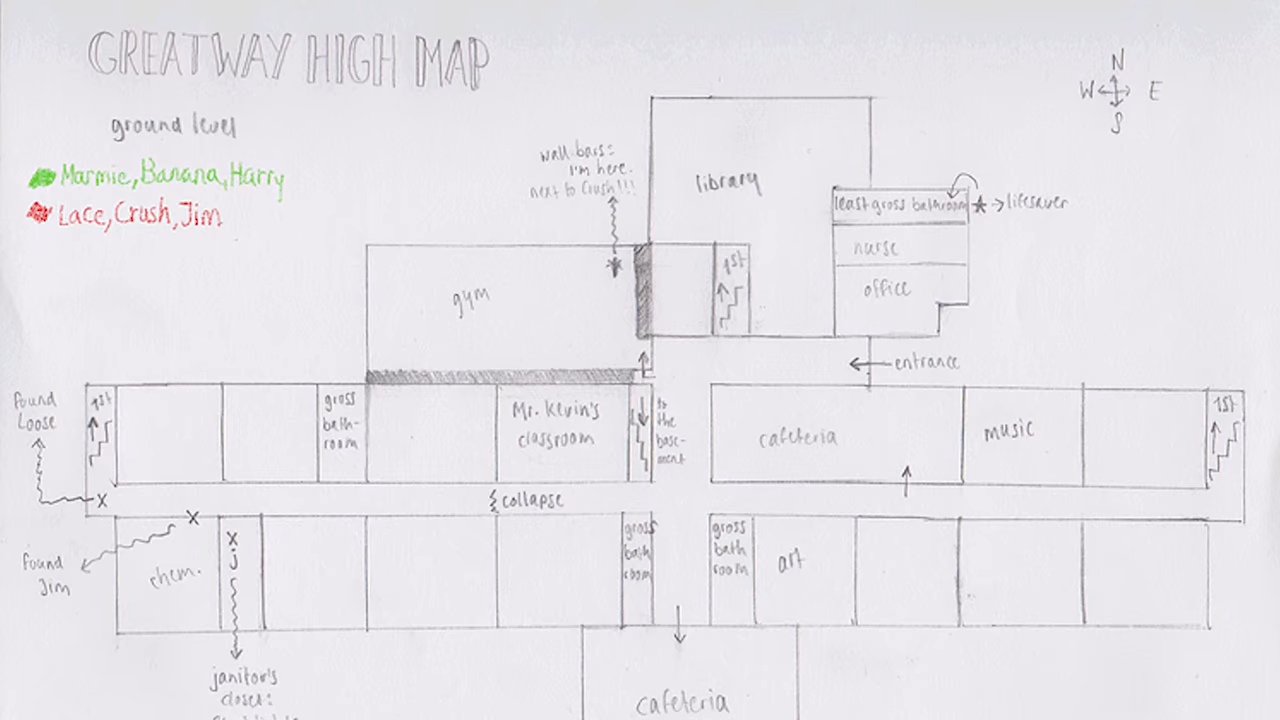 GREATWAY HIGH MAP
ground level
Marmie, Banana, Harry
Lace, Crush, Jim
N
W E
S
wall-bars:
I'm here.
next to Crush!!!
library
least gross bathroom
lifesaver
nurse
office
1st
gym
entrance
found
Loose
1st
gross
bath-
room
Mr. Kevin's
classroom
to
the
base-
ment
cafeteria
music
1st
x
collapse
x
found
Jim
chem.
x
j
gross
bath
room
gross
bath
room
art
janitor's
closet:
cafeteria